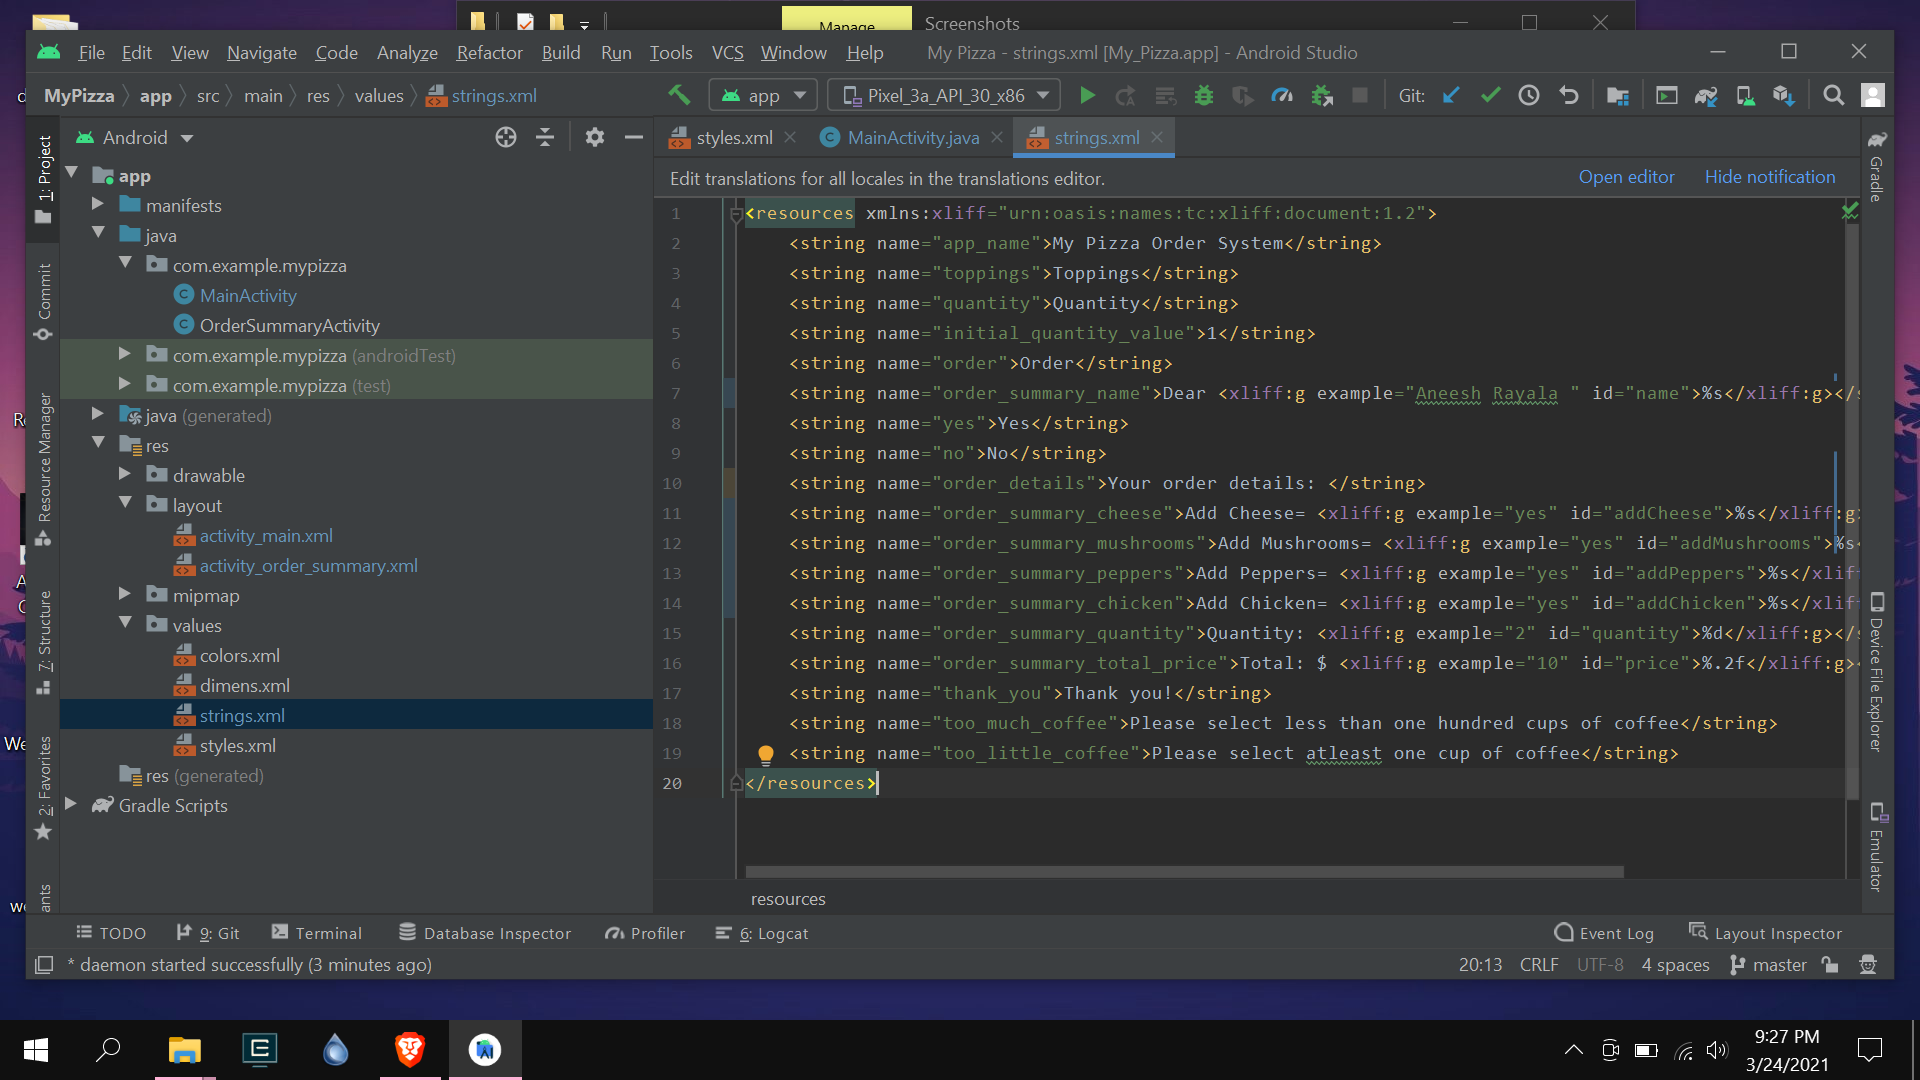 Manage
Screenshots
File Edit View Navigate Code Analyze Refactor Build Run Tools VCS Window Help My Pizza - strings.xml [My_Pizza.app] - Android Studio
MyPizza app src main res values strings.xml
app Pixel_3a_API_30_x86 Git:
Android
styles.xml MainActivity.java strings.xml
Edit translations for all locales in the translations editor. Open editor Hide notification
1: Project
Commit
Resource Manager
7: Structure
2: Favorites
ants
app
manifests
java
com.example.mypizza
MainActivity
OrderSummaryActivity
com.example.mypizza (androidTest)
com.example.mypizza (test)
java (generated)
res
drawable
layout
activity_main.xml
activity_order_summary.xml
mipmap
values
colors.xml
dimens.xml
strings.xml
styles.xml
res (generated)
Gradle Scripts
1 <resources xmlns:xliff="urn:oasis:names:tc:xliff:document:1.2">
2 <string name="app_name">My Pizza Order System</string>
3 <string name="toppings">Toppings</string>
4 <string name="quantity">Quantity</string>
5 <string name="initial_quantity_value">1</string>
6 <string name="order">Order</string>
7 <string name="order_summary_name">Dear <xliff:g example="Aneesh Rayala " id="name">%s</xliff:g></s
8 <string name="yes">Yes</string>
9 <string name="no">No</string>
10 <string name="order_details">Your order details: </string>
11 <string name="order_summary_cheese">Add Cheese= <xliff:g example="yes" id="addCheese">%s</xliff:g>
12 <string name="order_summary_mushrooms">Add Mushrooms= <xliff:g example="yes" id="addMushrooms">%s<
13 <string name="order_summary_peppers">Add Peppers= <xliff:g example="yes" id="addPeppers">%s</xliff
14 <string name="order_summary_chicken">Add Chicken= <xliff:g example="yes" id="addChicken">%s</xliff
15 <string name="order_summary_quantity">Quantity: <xliff:g example="2" id="quantity">%d</xliff:g></s
16 <string name="order_summary_total_price">Total: $ <xliff:g example="10" id="price">%.2f</xliff:g><
17 <string name="thank_you">Thank you!</string>
18 <string name="too_much_coffee">Please select less than one hundred cups of coffee</string>
19 <string name="too_little_coffee">Please select atleast one cup of coffee</string>
20 </resources>
resources
Gradle
Device File Explorer
Emulator
TODO 9: Git Terminal Database Inspector Profiler 6: Logcat Event Log Layout Inspector
* daemon started successfully (3 minutes ago) 20:13 CRLF UTF-8 4 spaces master
9:27 PM
3/24/2021